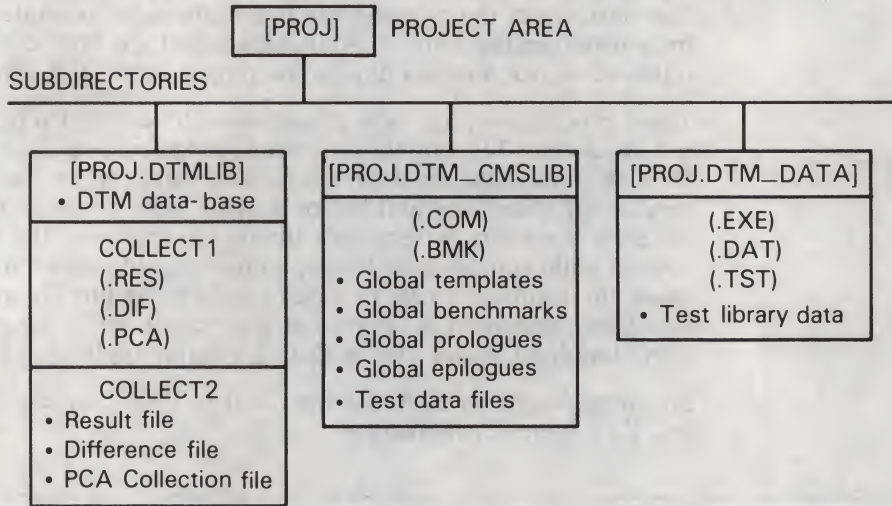 [PROJ] PROJECT AREA
SUBDIRECTORIES
[PROJ.DTMLIB]
• DTM data-base
COLLECT1
(.RES)
(.DIF)
(.PCA)
COLLECT2
• Result file
• Difference file
• PCA Collection file
[PROJ.DTM_CMSLIB]
(.COM)
(.BMK)
• Global templates
• Global benchmarks
• Global prologues
• Global epilogues
• Test data files
[PROJ.DTM_DATA]
(.EXE)
(.DAT)
(.TST)
• Test library data